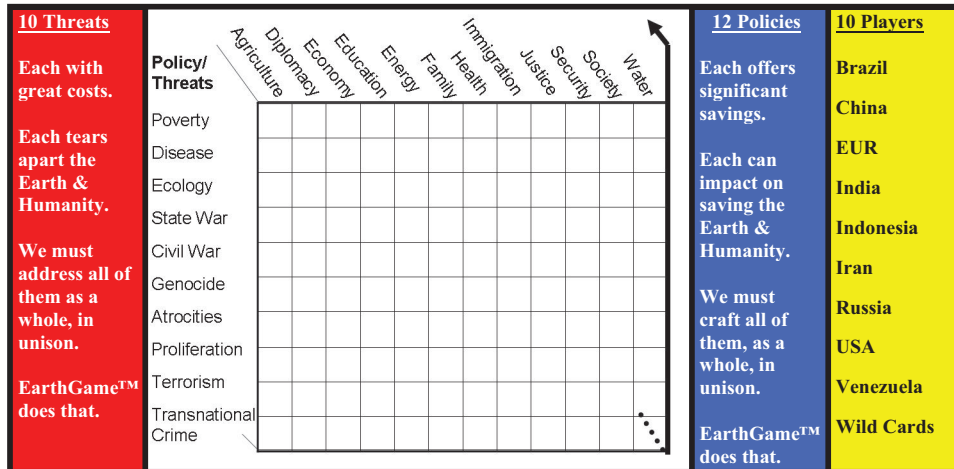 10 Threats
Each with
great costs.
Each tears
apart the
Earth &
Humanity.
We must
address all of
them as a
whole, in
unison.
EarthGame™
does that.
Policy/
Threats
Agriculture
Diplomacy
Economy
Education
Energy
Family
Health
Immigration
Justice
Security
Society
Water
Poverty
Disease
Ecology
State War
Civil War
Genocide
Atrocities
Proliferation
Terrorism
Transnational
Crime
12 Policies
Each offers
significant
savings.
Each can
impact on
saving the
Earth &
Humanity.
We must
craft all of
them, as a
whole, in
unison.
EarthGame™
does that.
10 Players
Brazil
China
EUR
India
Indonesia
Iran
Russia
USA
Venezuela
Wild Cards